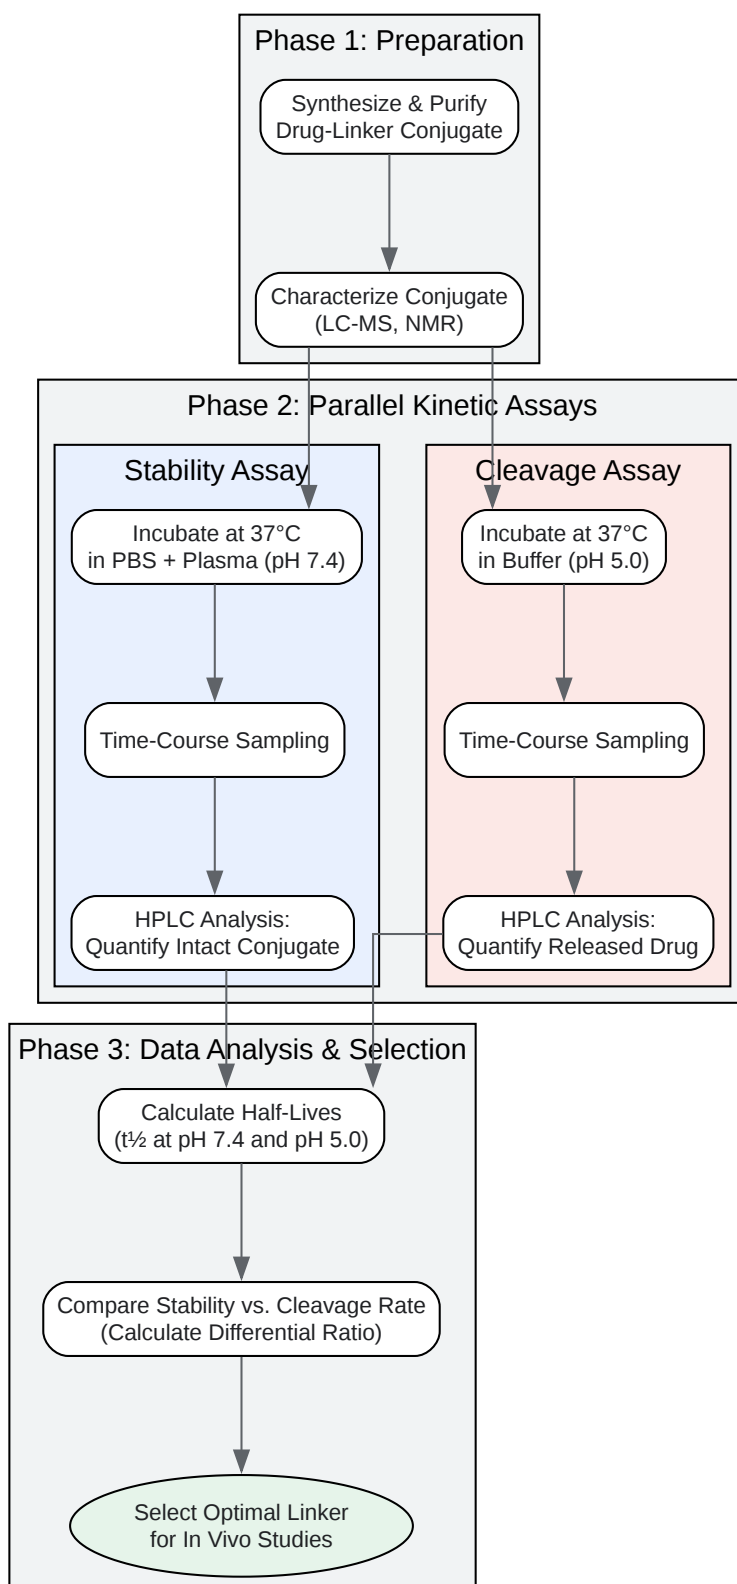 Phase 1: Preparation
Synthesize & Purify
Drug-Linker Conjugate
Characterize Conjugate
(LC-MS, NMR)
Phase 2: Parallel Kinetic Assays
Stability Assay
Incubate at 37°C
in PBS + Plasma (pH 7.4)
Time-Course Sampling
HPLC Analysis:
Quantify Intact Conjugate
Cleavage Assay
Incubate at 37°C
in Buffer (pH 5.0)
Time-Course Sampling
HPLC Analysis:
Quantify Released Drug
Phase 3: Data Analysis & Selection
Calculate Half-Lives
(t½ at pH 7.4 and pH 5.0)
Compare Stability vs. Cleavage Rate
(Calculate Differential Ratio)
Select Optimal Linker
for In Vivo Studies